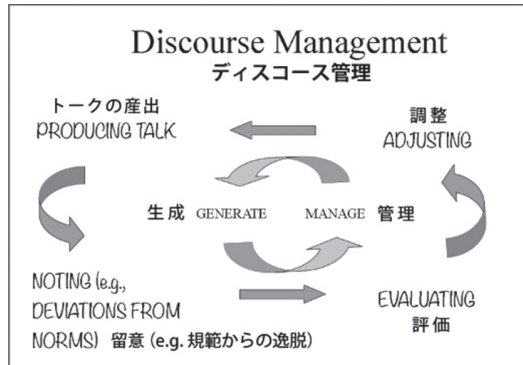 Discourse Management
ディスコース管理
トークの産出
PRODUCING TALK
調整
ADJUSTING
生成 GENERATE MANAGE 管理
NOTING (e.g.,
DEVIATIONS FROM
NORMS) 留意 (e.g. 規範からの逸脱)
EVALUATING
評価